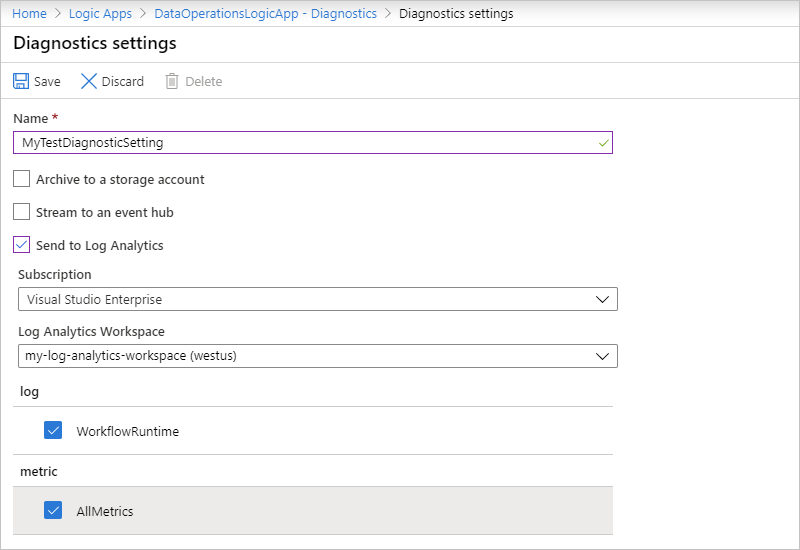 Home > Logic Apps > DataOperationsLogicApp - Diagnostics > Diagnostics settings
Diagnostics settings
Save Discard Delete
Name *
MyTestDiagnosticSetting
Archive to a storage account
Stream to an event hub
Send to Log Analytics
Subscription
Visual Studio Enterprise
Log Analytics Workspace
my-log-analytics-workspace (westus)
log
WorkflowRuntime
metric
AllMetrics